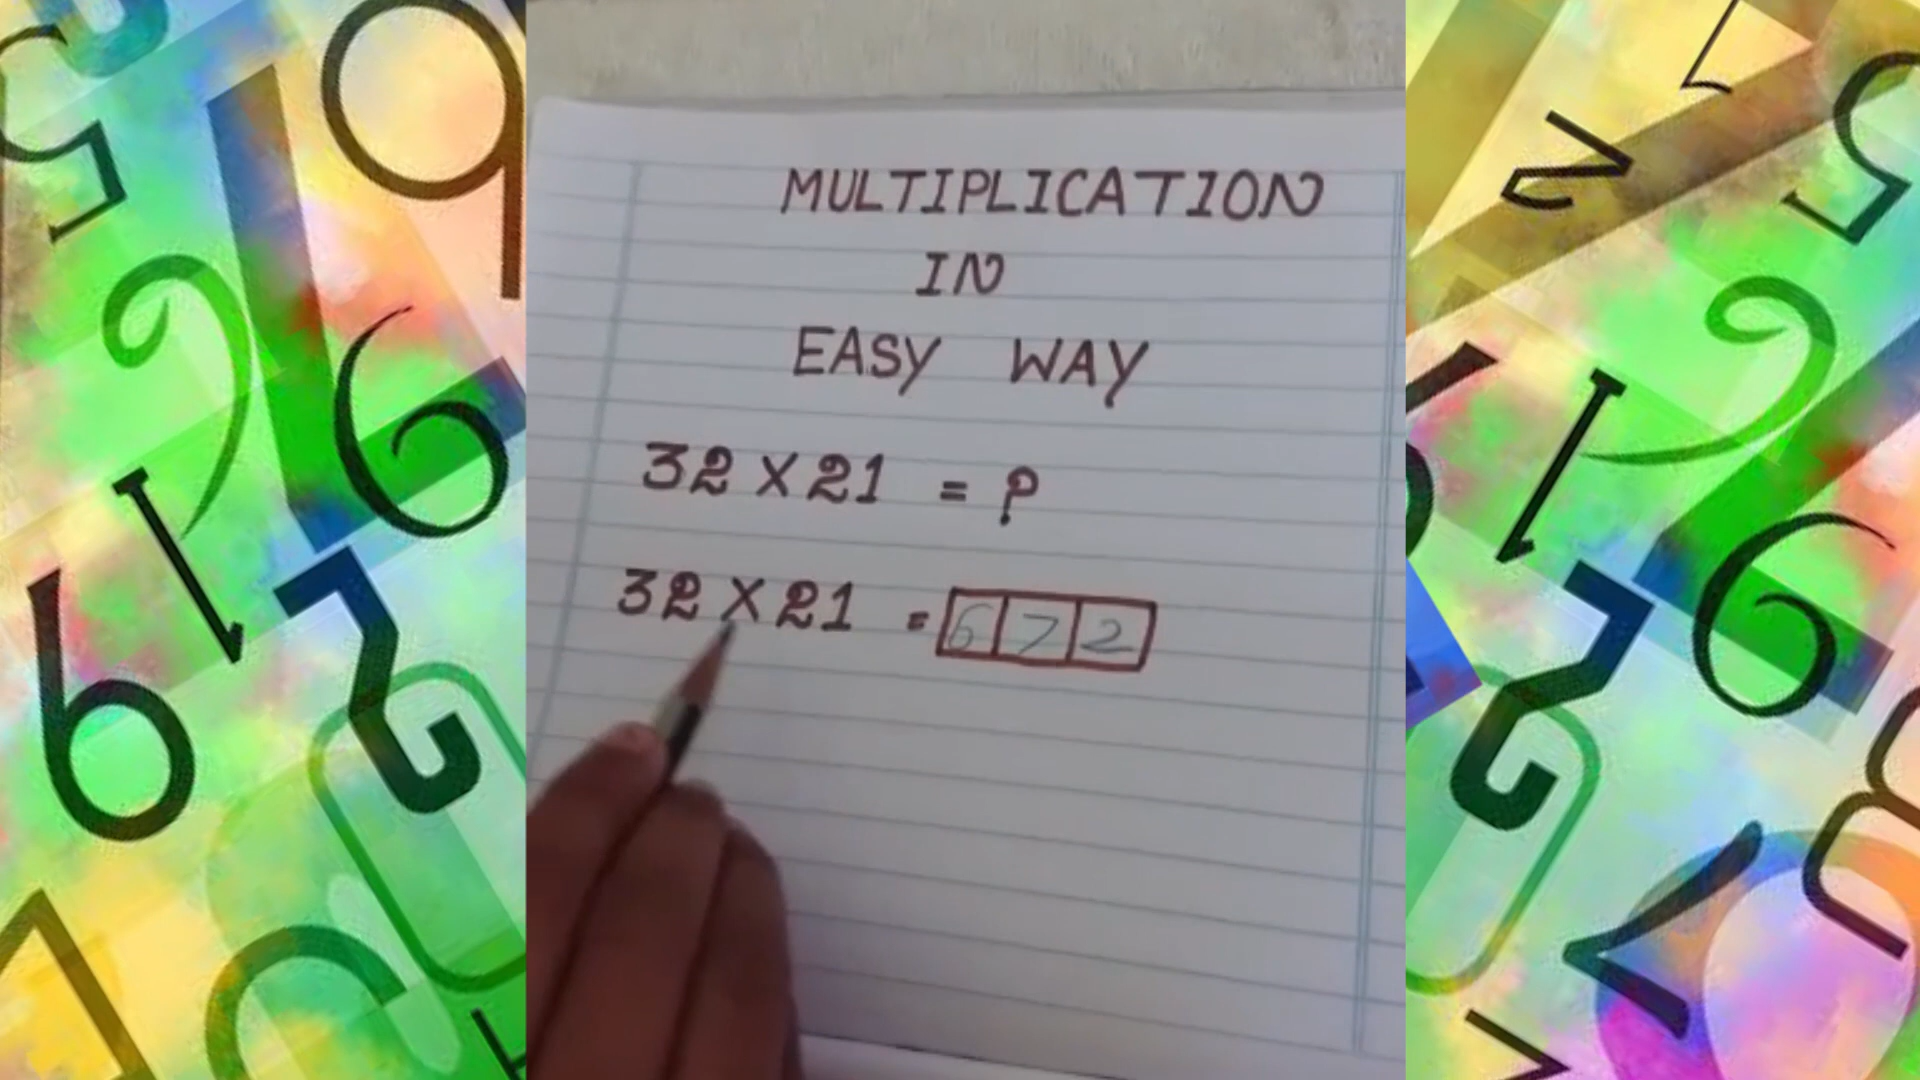 MULTIPLICATION
IN
EASY WAY
32 X 21 = ?
32 X 21 = 6 7 2